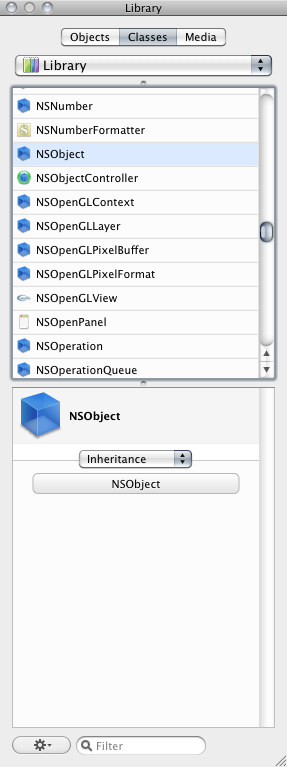 Library
Objects Classes Media
Library
NSNumber
NSNumberFormatter
NSObject
NSObjectController
NSOpenGLContext
NSOpenGLLayer
NSOpenGLPixelBuffer
NSOpenGLPixelFormat
NSOpenGLView
NSOpenPanel
NSOperation
NSOperationQueue
NSObject
Inheritance
NSObject
Filter